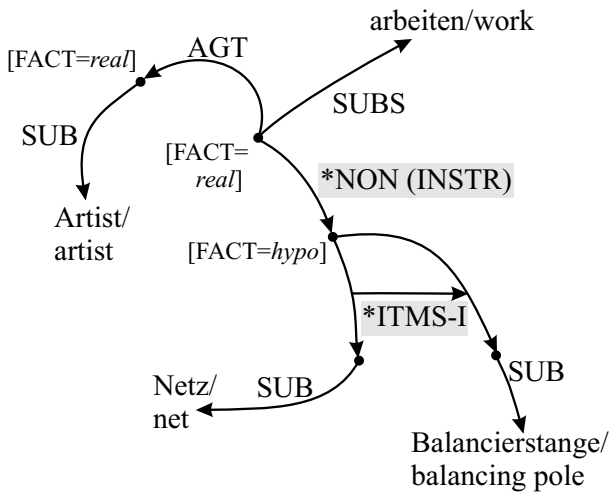 arbeiten/work
[FACT=real]
AGT
SUBS
SUB
[FACT=
real]
*NON (INSTR)
Artist/
artist
[FACT=hypo]
*ITMS-I
Netz/
net
SUB
SUB
Balancierstange/
balancing pole